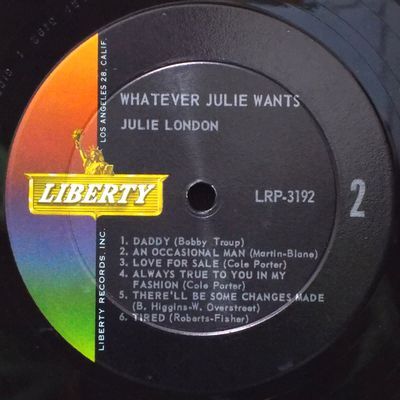 WHATEVER JULIE WANTS
JULIE LONDON
LOS ANGELES 28, CALIF.
LIBERTY
LIBERTY RECORDS, INC.
LRP-3192
2
1. DADDY (Bobby Troup)
2. AN OCCASIONAL MAN (Martin-Blane)
3. LOVE FOR SALE (Cole Porter)
4. ALWAYS TRUE TO YOU IN MY
FASHION (Cole Porter)
5. THERE'LL BE SOME CHANGES MADE
(B. Higgins-W. Overstreet)
6. TIRED (Roberts-Fisher)